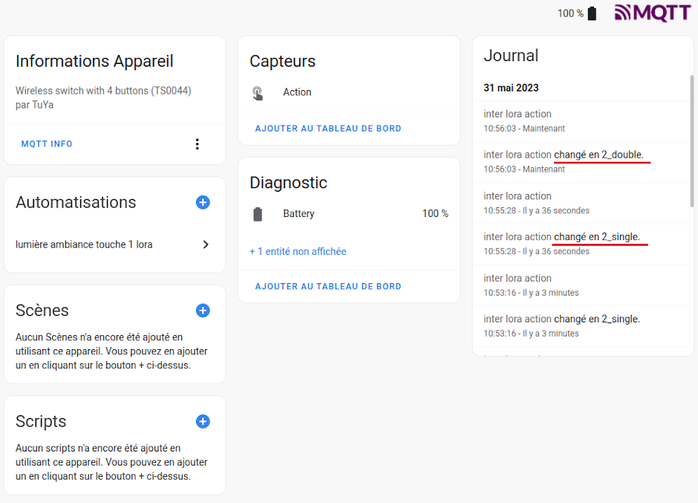 100 %
MQTT
Informations Appareil
Wireless switch with 4 buttons (TS0044)
par TuYa
MQTT INFO
Automatisations
lumière ambiance touche 1 lora
Scènes
Aucun Scènes n'a encore été ajouté en
utilisant ce appareil. Vous pouvez en ajouter
un en cliquant sur le bouton + ci-dessus.
Scripts
Aucun scripts n'a encore été ajouté en
utilisant ce appareil. Vous pouvez en ajouter
un en cliquant sur le bouton + ci-dessus.
Capteurs
Action
AJOUTER AU TABLEAU DE BORD
Diagnostic
Battery 100 %
+ 1 entité non affichée
AJOUTER AU TABLEAU DE BORD
Journal
31 mai 2023
inter lora action
10:56:03 - Maintenant
inter lora action changé en 2_double.
10:56:03 - Maintenant
inter lora action
10:55:28 - Il y a 36 secondes
inter lora action changé en 2_single.
10:55:28 - Il y a 36 secondes
inter lora action
10:53:16 - Il y a 3 minutes
inter lora action changé en 2_single.
10:53:16 - Il y a 3 minutes